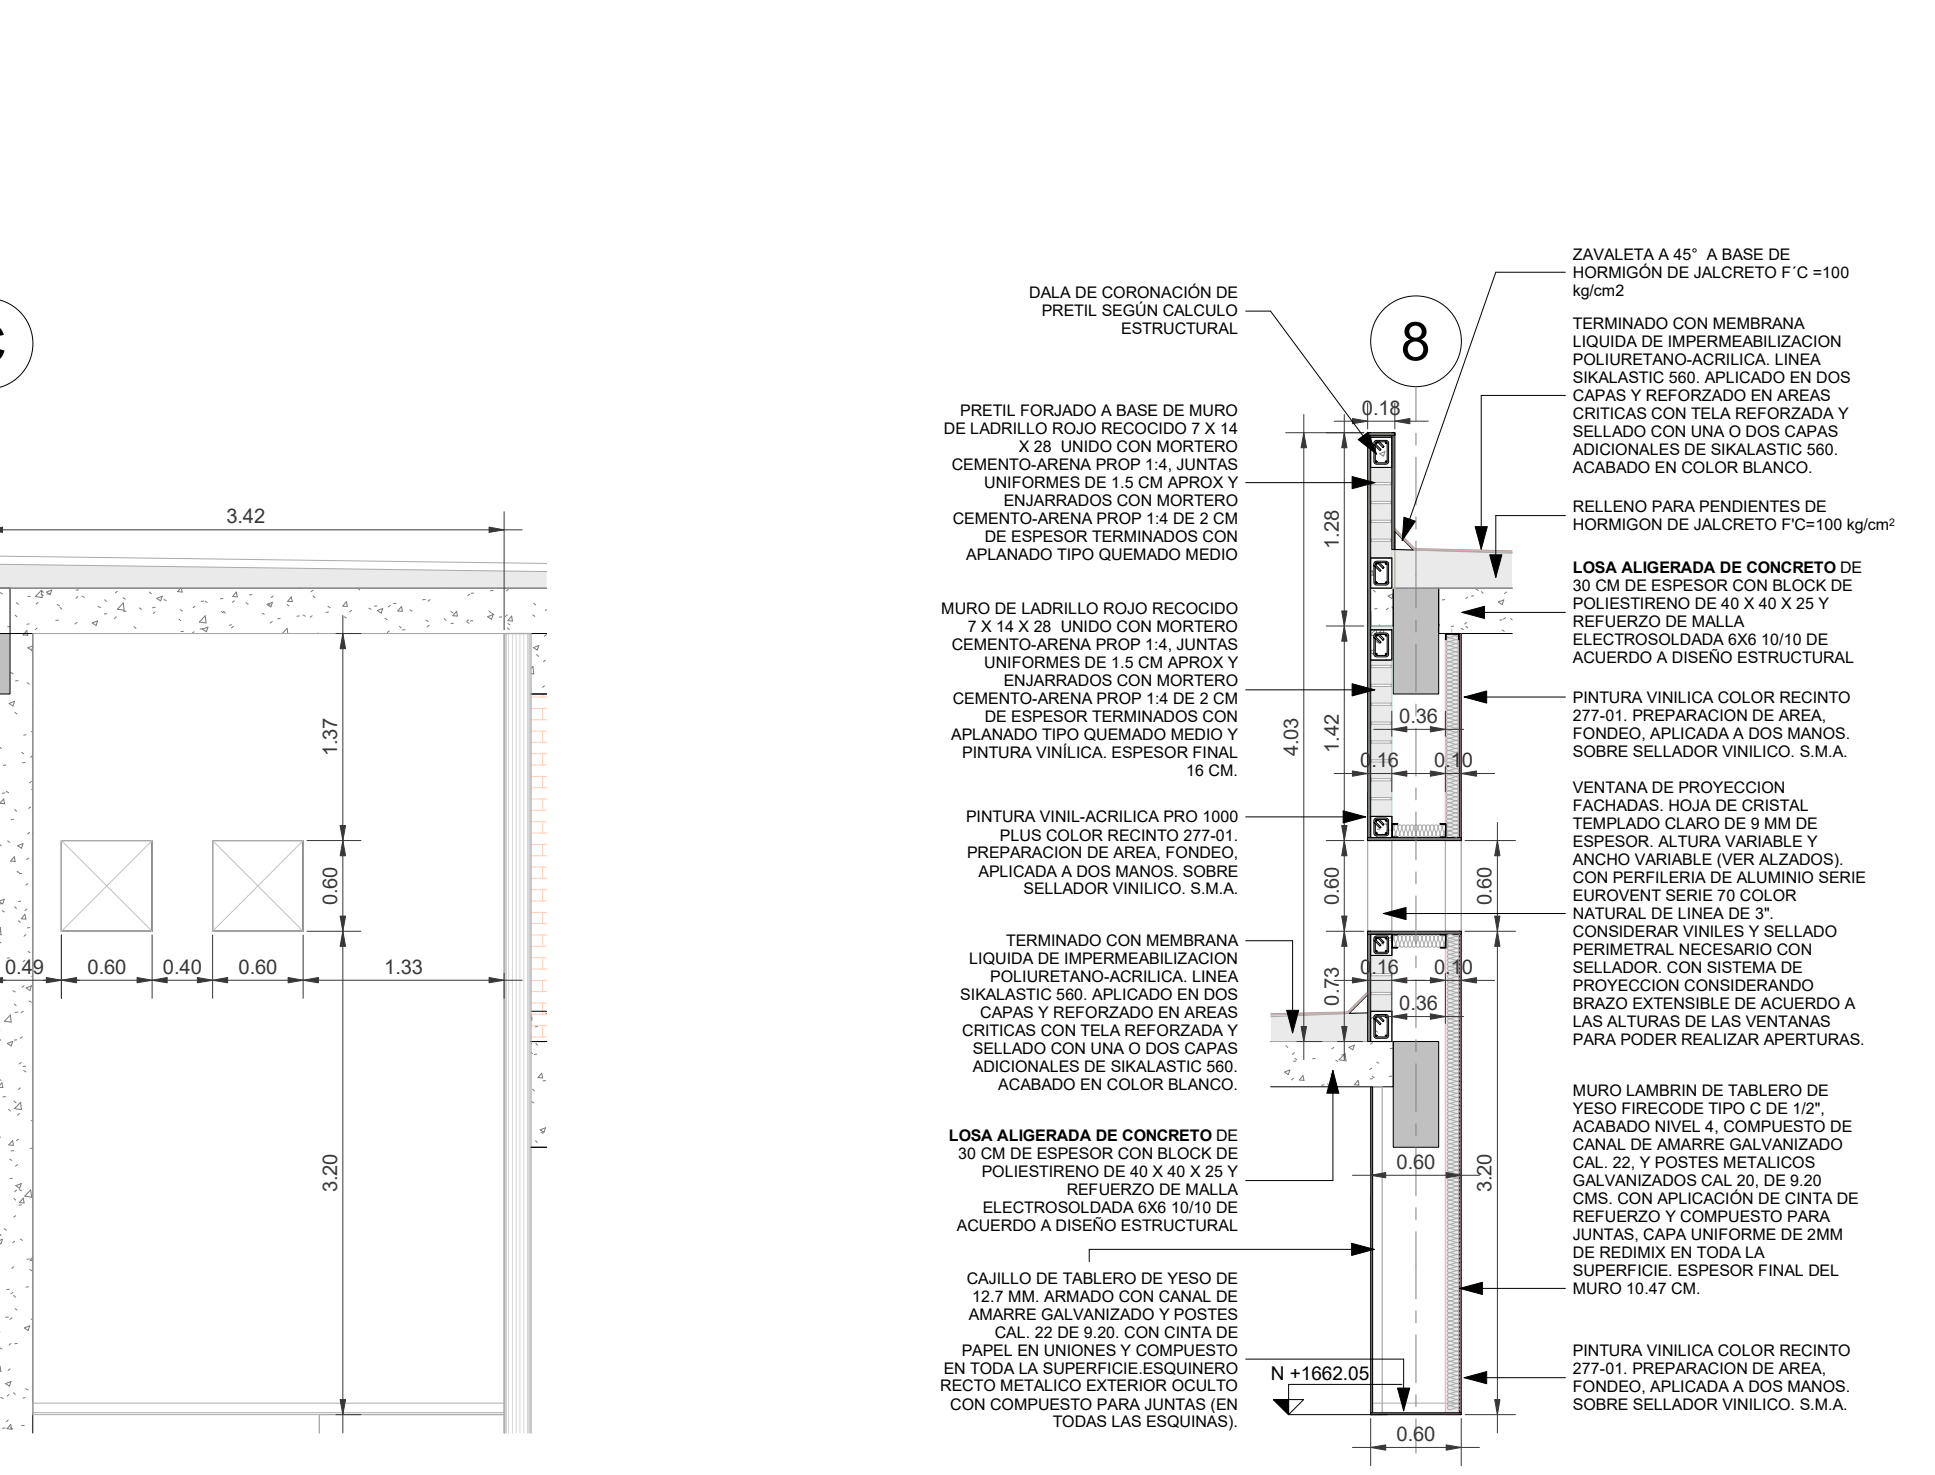 C
3.42
1.37
0.60
0.49
0.60
0.40
0.60
1.33
3.20
DALA DE CORONACIÓN DE
PRETIL SEGÚN CALCULO
ESTRUCTURAL
PRETIL FORJADO A BASE DE MURO
DE LADRILLO ROJO RECOCIDO 7 X 14
X 28 UNIDO CON MORTERO
CEMENTO-ARENA PROP 1:4, JUNTAS
UNIFORMES DE 1.5 CM APROX Y
ENJARRADOS CON MORTERO
CEMENTO-ARENA PROP 1:4 DE 2 CM
DE ESPESOR TERMINADOS CON
APLANADO TIPO QUEMADO MEDIO
MURO DE LADRILLO ROJO RECOCIDO
7 X 14 X 28 UNIDO CON MORTERO
CEMENTO-ARENA PROP 1:4, JUNTAS
UNIFORMES DE 1.5 CM APROX Y
ENJARRADOS CON MORTERO
CEMENTO-ARENA PROP 1:4 DE 2 CM
DE ESPESOR TERMINADOS CON
APLANADO TIPO QUEMADO MEDIO Y
PINTURA VINÍLICA. ESPESOR FINAL
16 CM.
PINTURA VINIL-ACRILICA PRO 1000
PLUS COLOR RECINTO 277-01.
PREPARACION DE AREA, FONDEO,
APLICADA A DOS MANOS. SOBRE
SELLADOR VINILICO. S.M.A.
TERMINADO CON MEMBRANA
LIQUIDA DE IMPERMEABILIZACION
POLIURETANO-ACRILICA. LINEA
SIKALASTIC 560. APLICADO EN DOS
CAPAS Y REFORZADO EN AREAS
CRITICAS CON TELA REFORZADA Y
SELLADO CON UNA O DOS CAPAS
ADICIONALES DE SIKALASTIC 560.
ACABADO EN COLOR BLANCO.
LOSA ALIGERADA DE CONCRETO DE
30 CM DE ESPESOR CON BLOCK DE
POLIESTIRENO DE 40 X 40 X 25 Y
REFUERZO DE MALLA
ELECTROSOLDADA 6X6 10/10 DE
ACUERDO A DISEÑO ESTRUCTURAL
CAJILLO DE TABLERO DE YESO DE
12.7 MM. ARMADO CON CANAL DE
AMARRE GALVANIZADO Y POSTES
CAL. 22 DE 9.20. CON CINTA DE
PAPEL EN UNIONES Y COMPUESTO
EN TODA LA SUPERFICIE.ESQUINERO
RECTO METALICO EXTERIOR OCULTO
CON COMPUESTO PARA JUNTAS (EN
TODAS LAS ESQUINAS).
8
0.18
1.28
4.03
1.42
0.36
0.16
0.10
0.60
0.60
0.16
0.10
0.73
0.36
0.60
3.20
N +1662.05
0.60
ZAVALETA A 45° A BASE DE
HORMIGÓN DE JALCRETO F´C =100
kg/cm2
TERMINADO CON MEMBRANA
LIQUIDA DE IMPERMEABILIZACION
POLIURETANO-ACRILICA. LINEA
SIKALASTIC 560. APLICADO EN DOS
CAPAS Y REFORZADO EN AREAS
CRITICAS CON TELA REFORZADA Y
SELLADO CON UNA O DOS CAPAS
ADICIONALES DE SIKALASTIC 560.
ACABADO EN COLOR BLANCO.
RELLENO PARA PENDIENTES DE
HORMIGON DE JALCRETO F'C=100 kg/cm²
LOSA ALIGERADA DE CONCRETO DE
30 CM DE ESPESOR CON BLOCK DE
POLIESTIRENO DE 40 X 40 X 25 Y
REFUERZO DE MALLA
ELECTROSOLDADA 6X6 10/10 DE
ACUERDO A DISEÑO ESTRUCTURAL
PINTURA VINILICA COLOR RECINTO
277-01. PREPARACION DE AREA,
FONDEO, APLICADA A DOS MANOS.
SOBRE SELLADOR VINILICO. S.M.A.
VENTANA DE PROYECCION
FACHADAS. HOJA DE CRISTAL
TEMPLADO CLARO DE 9 MM DE
ESPESOR. ALTURA VARIABLE Y
ANCHO VARIABLE (VER ALZADOS).
CON PERFILERIA DE ALUMINIO SERIE
EUROVENT SERIE 70 COLOR
NATURAL DE LINEA DE 3".
CONSIDERAR VINILES Y SELLADO
PERIMETRAL NECESARIO CON
SELLADOR. CON SISTEMA DE
PROYECCION CONSIDERANDO
BRAZO EXTENSIBLE DE ACUERDO A
LAS ALTURAS DE LAS VENTANAS
PARA PODER REALIZAR APERTURAS.
MURO LAMBRIN DE TABLERO DE
YESO FIRECODE TIPO C DE 1/2",
ACABADO NIVEL 4, COMPUESTO DE
CANAL DE AMARRE GALVANIZADO
CAL. 22, Y POSTES METALICOS
GALVANIZADOS CAL 20, DE 9.20
CMS. CON APLICACIÓN DE CINTA DE
REFUERZO Y COMPUESTO PARA
JUNTAS, CAPA UNIFORME DE 2MM
DE REDIMIX EN TODA LA
SUPERFICIE. ESPESOR FINAL DEL
MURO 10.47 CM.
PINTURA VINILICA COLOR RECINTO
277-01. PREPARACION DE AREA,
FONDEO, APLICADA A DOS MANOS.
SOBRE SELLADOR VINILICO. S.M.A.